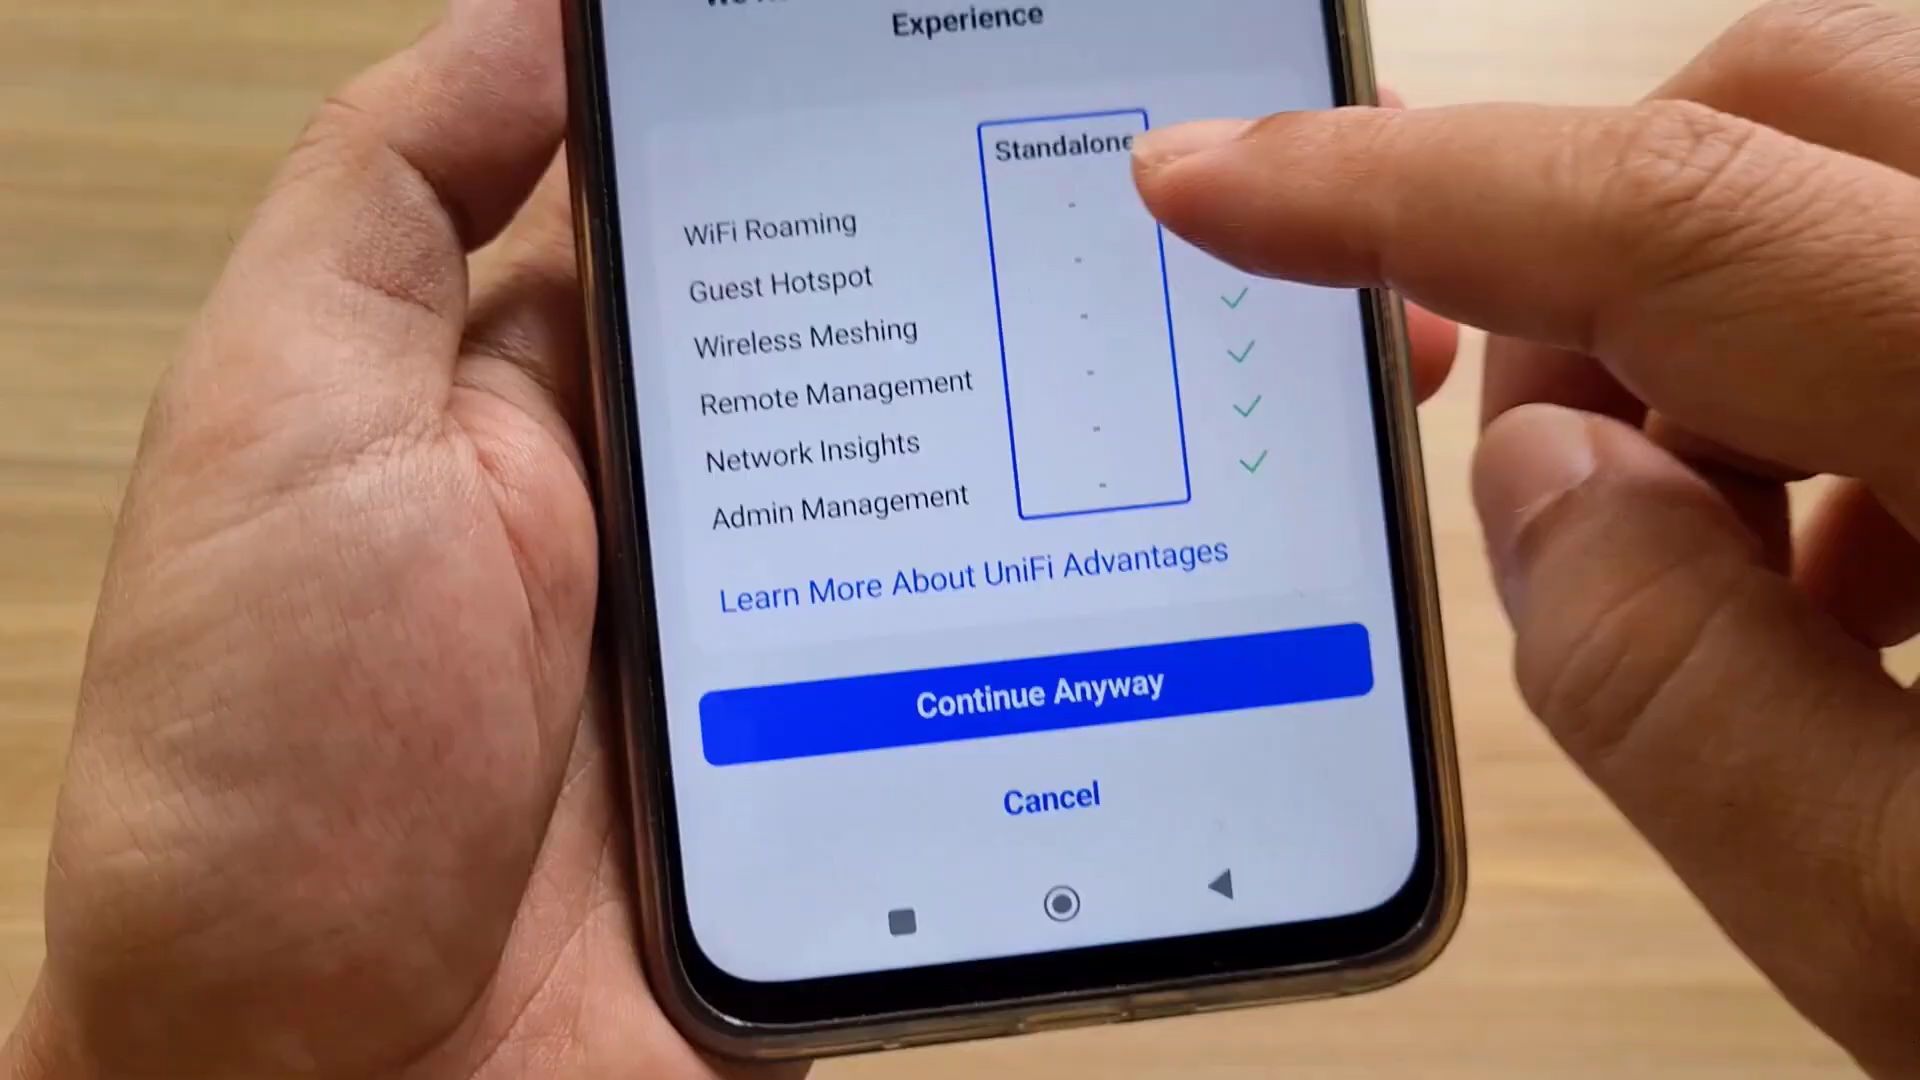 Experience
Standalone
WiFi Roaming
Guest Hotspot
Wireless Meshing
Remote Management
Network Insights
Admin Management
Learn More About UniFi Advantages
Continue Anyway
Cancel